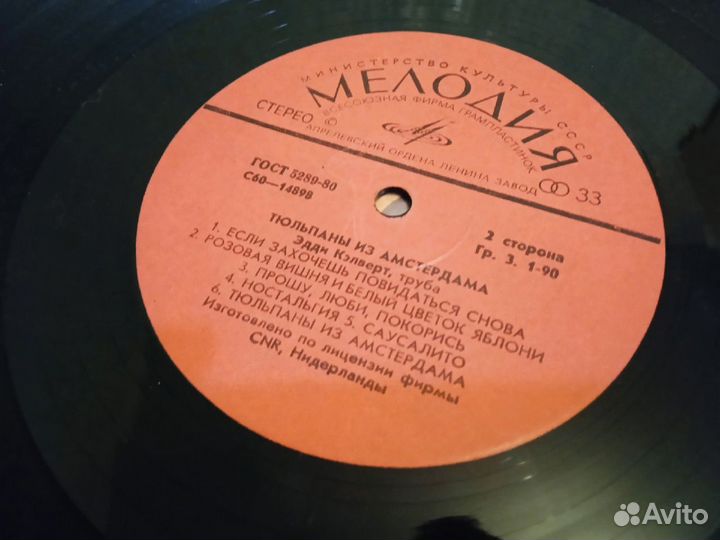 МИНИСТЕРСТВО КУЛЬТУРЫ СССР
МЕЛОДИЯ
ВСЕСОЮЗНАЯ ФИРМА ГРАМПЛАСТИНОК
АПРЕЛЕВСКИЙ ОРДЕНА ЛЕНИНА ЗАВОД
СТЕРЕО
33
ГОСТ 5289-80
С60—14898
2 сторона
Гр. 3. 1-90
ТЮЛЬПАНЫ ИЗ АМСТЕРДАМА
Эдди Кэлверт, труба
1. ЕСЛИ ЗАХОЧЕШЬ ПОВИДАТЬСЯ СНОВА
2. РОЗОВАЯ ВИШНЯ И БЕЛЫЙ ЦВЕТОК ЯБЛОНИ
3. ПРОШУ, ЛЮБИ, ПОКОРИСЬ
4. НОСТАЛЬГИЯ 5. САУСАЛИТО
6. ТЮЛЬПАНЫ ИЗ АМСТЕРДАМА
Изготовлено по лицензии фирмы
CNR, Нидерланды
Avito